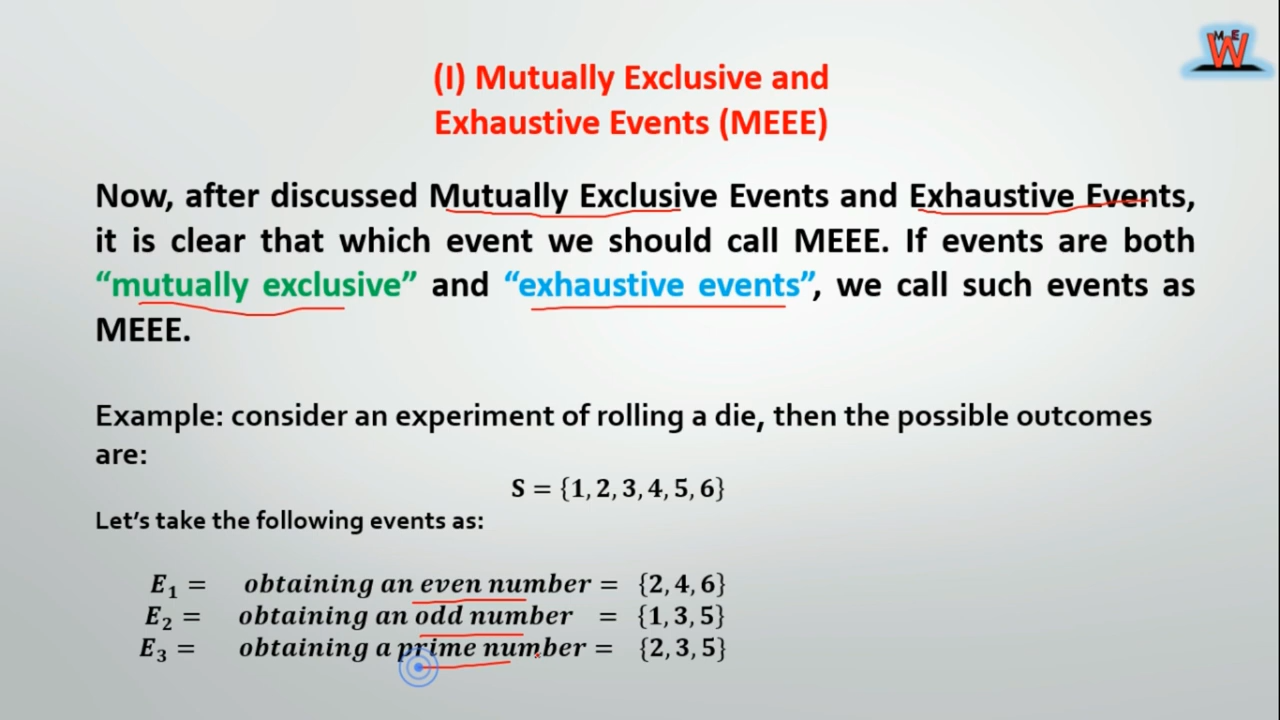 M E
W
(I) Mutually Exclusive and
Exhaustive Events (MEEE)
Now, after discussed Mutually Exclusive Events and Exhaustive Events,
it is clear that which event we should call MEEE. If events are both
“mutually exclusive” and “exhaustive events”, we call such events as
MEEE.
Example: consider an experiment of rolling a die, then the possible outcomes
are:
S = {1, 2, 3, 4, 5, 6}
Let’s take the following events as:
E₁ = obtaining an even number = {2, 4, 6}
E₂ = obtaining an odd number = {1, 3, 5}
E₃ = obtaining a prime number = {2, 3, 5}